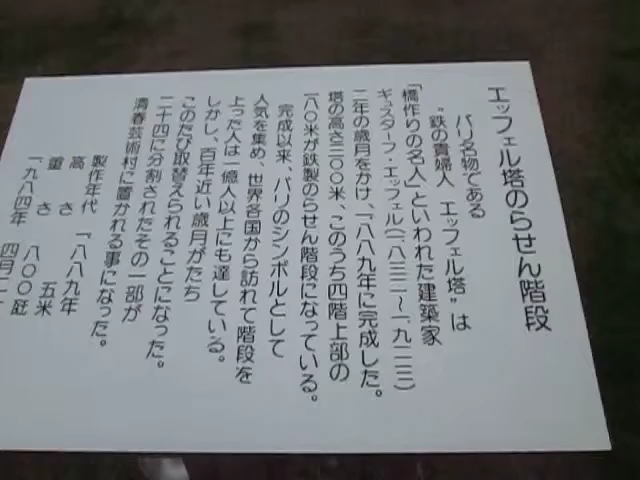 エッフェル塔のらせん階段
パリ名物である
“鉄の貴婦人　エッフェル塔”は
「橋作りの名人」といわれた建築家
ギュスターフ・エッフェル(一八三二〜一九二三)
二年の歳月をかけ、一八八九年に完成した。
塔の高さ三〇〇米、このうち四階上部の
一八〇米が鉄製のらせん階段になっている。
完成以来、パリのシンボルとして
人気を集め、世界各国から訪れて階段を
上った人は一億人以上にも達している。
しかし、百年近い歳月がたち
このたび取替えられることになった。
二十四に分割されたその一部が
清春芸術村に置かれる事になった。
製作年代　一八八九年
高　さ　五米
重　さ　八〇〇瓩
一九八四年　四月